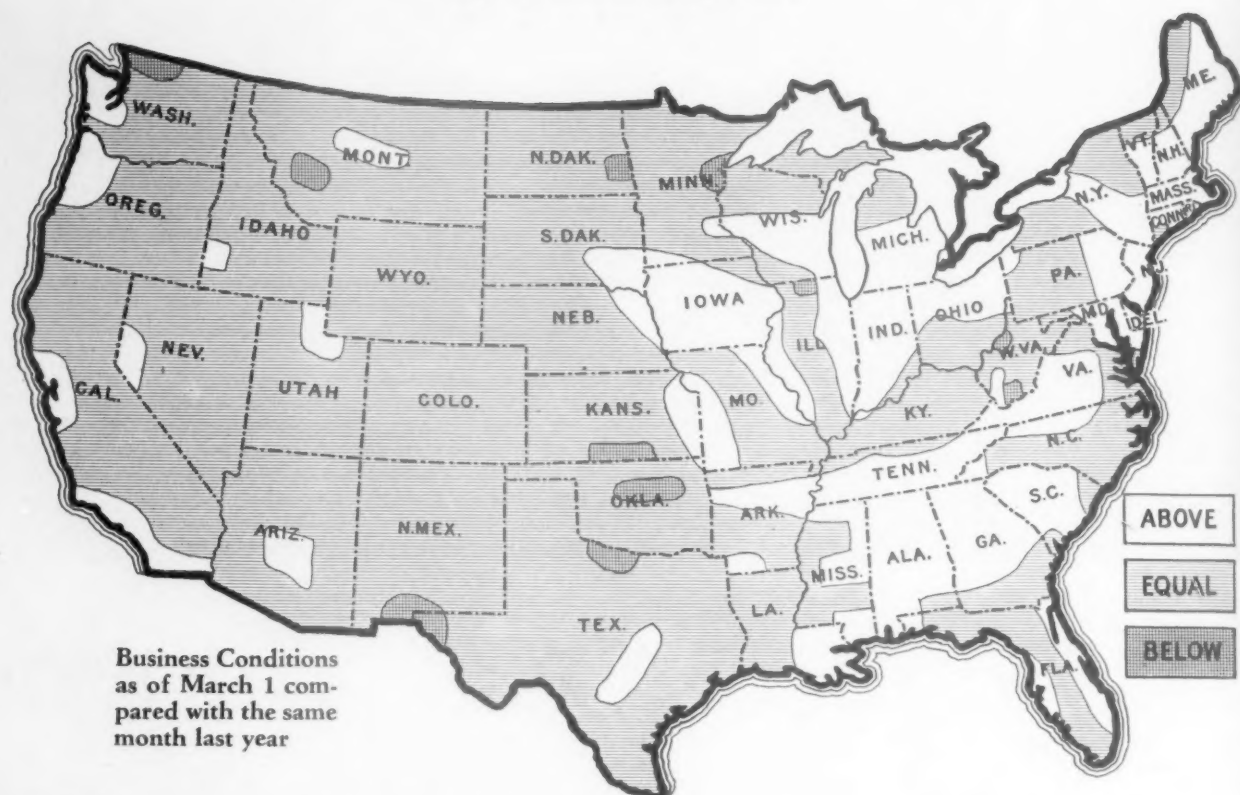 WASH.
MONT.
N.DAK.
MINN.
ME.
VT.
N.H.
OREG.
IDAHO
S.DAK.
WIS.
MICH.
N.Y.
MASS.
CONN.
WYO.
IOWA
PA.
N.J.
NEB.
ILL.
IND.
OHIO
MD.
DEL.
NEV.
W.VA.
VA.
CAL.
UTAH
COLO.
KANS.
MO.
KY.
N.C.
TENN.
ARIZ.
N.MEX.
OKLA.
ARK.
S.C.
MISS.
ALA.
GA.
TEX.
LA.
FLA.
ABOVE
EQUAL
BELOW
Business Conditions
as of March 1 com-
pared with the same
month last year